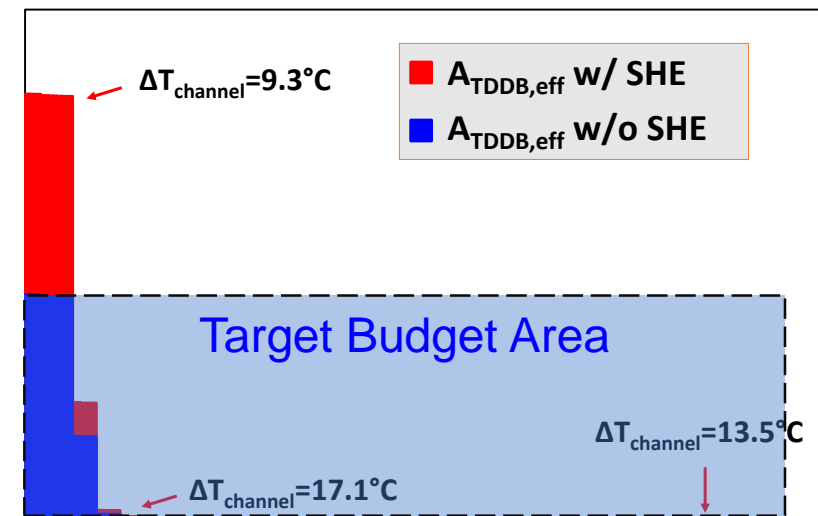 ΔTchannel=9.3°C
ATDDB,eff w/ SHE
ATDDB,eff w/o SHE
Target Budget Area
ΔTchannel=13.5°C
ΔTchannel=17.1°C